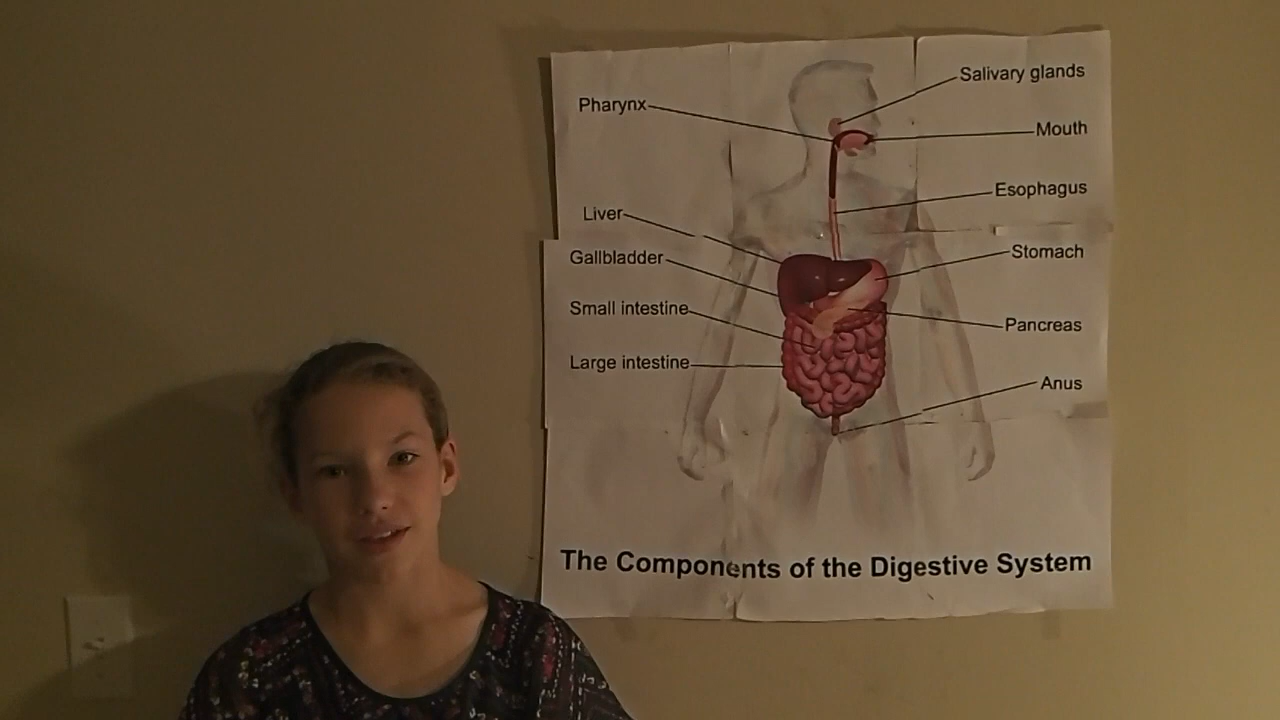 Salivary glands
Pharynx
Mouth
Esophagus
Liver
Stomach
Gallbladder
Small intestine
Pancreas
Large intestine
Anus
The Components of the Digestive System